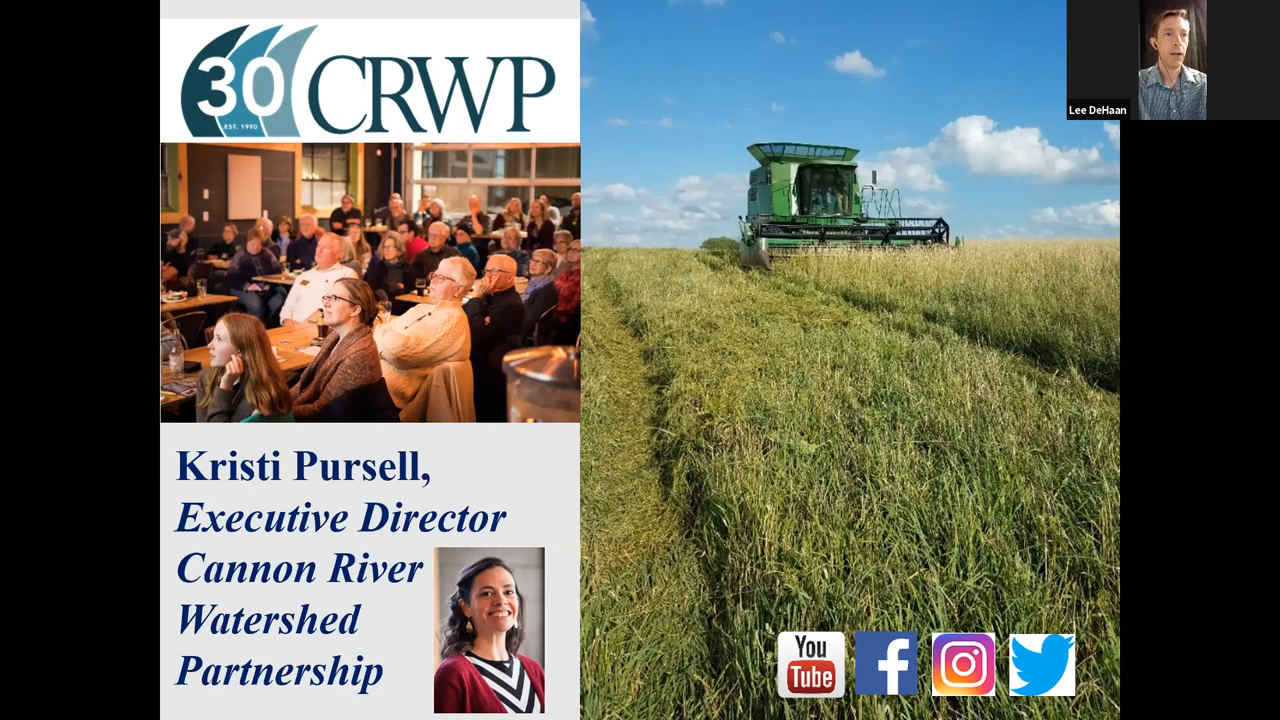 30
EST. 1990
CRWP
Lee DeHaan
Kristi Pursell,
Executive Director
Cannon River
Watershed
Partnership
You
Tube